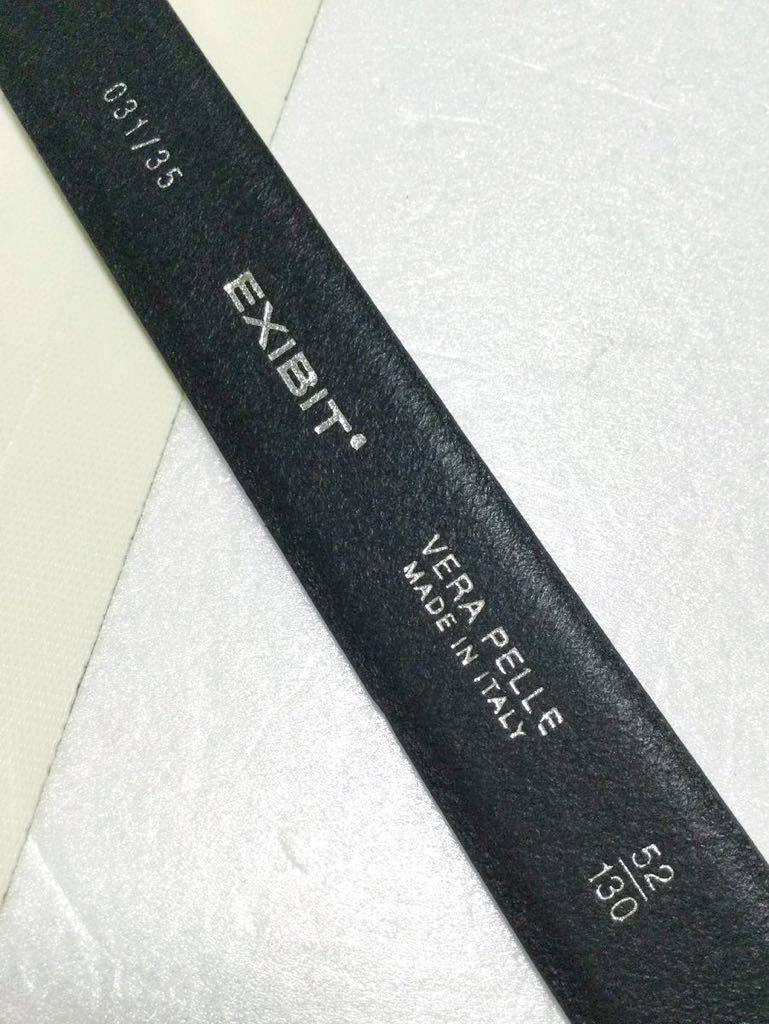 031/35
EXIBIT
VERA PELLE
MADE IN ITALY
52
130